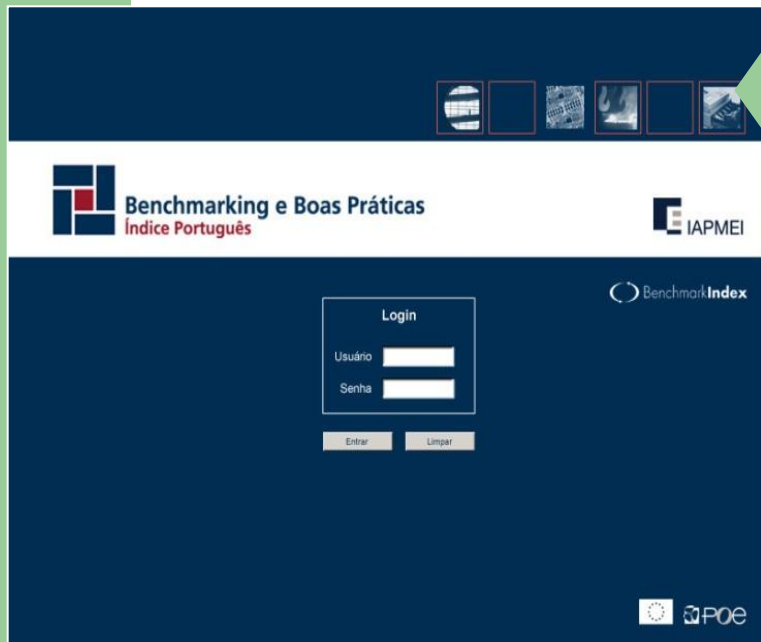 Benchmarking e Boas Práticas
Índice Português
IAPMEI
BenchmarkIndex
Login
Usuário
Senha
Entrar
Limpar
POE